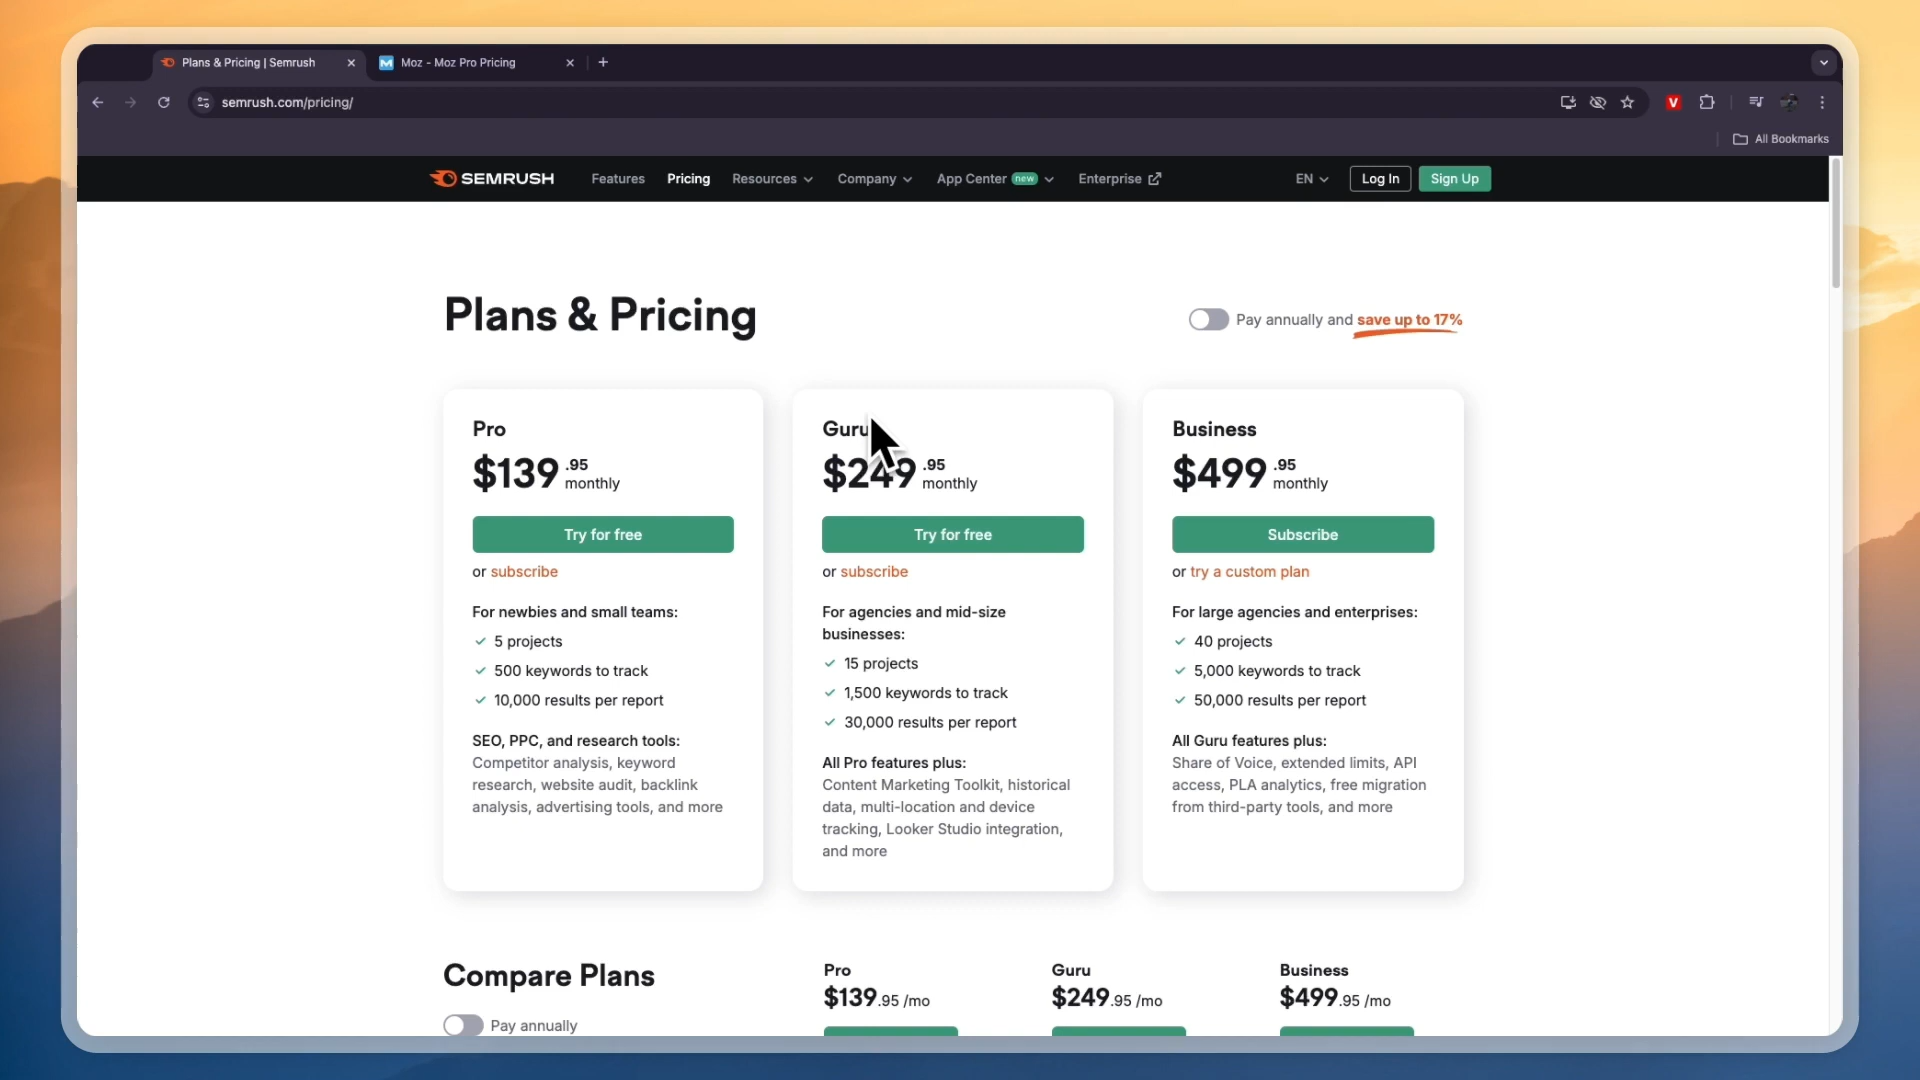 Plans & Pricing | Semrush
Moz - Moz Pro Pricing
semrush.com/pricing/
All Bookmarks
SEMRUSH
Features
Pricing
Resources
Company
App Center new
Enterprise
EN
Log In
Sign Up
Plans & Pricing
Pay annually and save up to 17%
Pro
$139 .95 monthly
Try for free
or subscribe
For newbies and small teams:
5 projects
500 keywords to track
10,000 results per report
SEO, PPC, and research tools:
Competitor analysis, keyword
research, website audit, backlink
analysis, advertising tools, and more
Guru
$249 .95 monthly
Try for free
or subscribe
For agencies and mid-size
businesses:
15 projects
1,500 keywords to track
30,000 results per report
All Pro features plus:
Content Marketing Toolkit, historical
data, multi-location and device
tracking, Looker Studio integration,
and more
Business
$499 .95 monthly
Subscribe
or try a custom plan
For large agencies and enterprises:
40 projects
5,000 keywords to track
50,000 results per report
All Guru features plus:
Share of Voice, extended limits, API
access, PLA analytics, free migration
from third-party tools, and more
Compare Plans
Pay annually
Pro
$139.95 /mo
Guru
$249.95 /mo
Business
$499.95 /mo